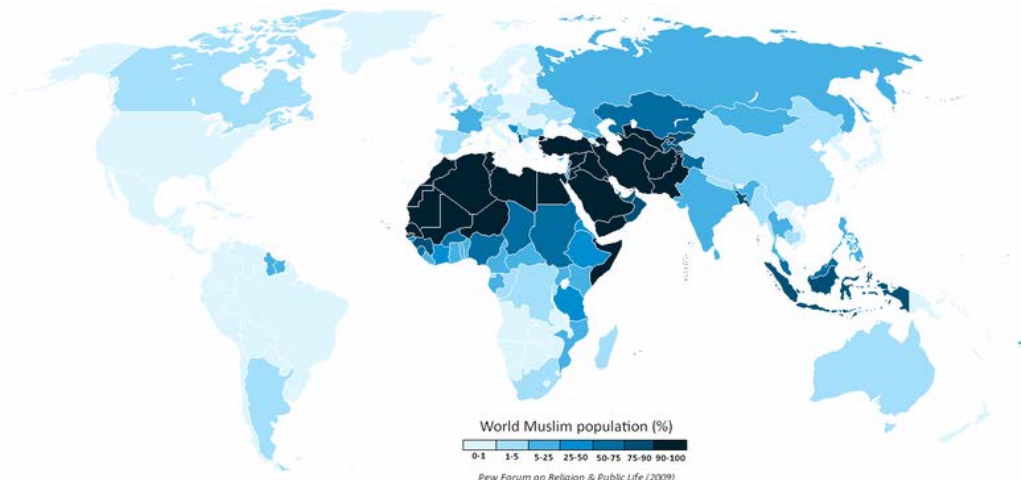 World Muslim population (%)
0-1 1-5 5-25 25-50 50-75 75-90 90-100
Pew Forum on Religion & Public Life (2009)